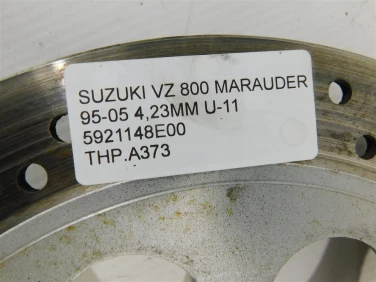 SUZUKI VZ 800 MARAUDER
95-05 4,23MM U-11
5921148E00
THP.A373